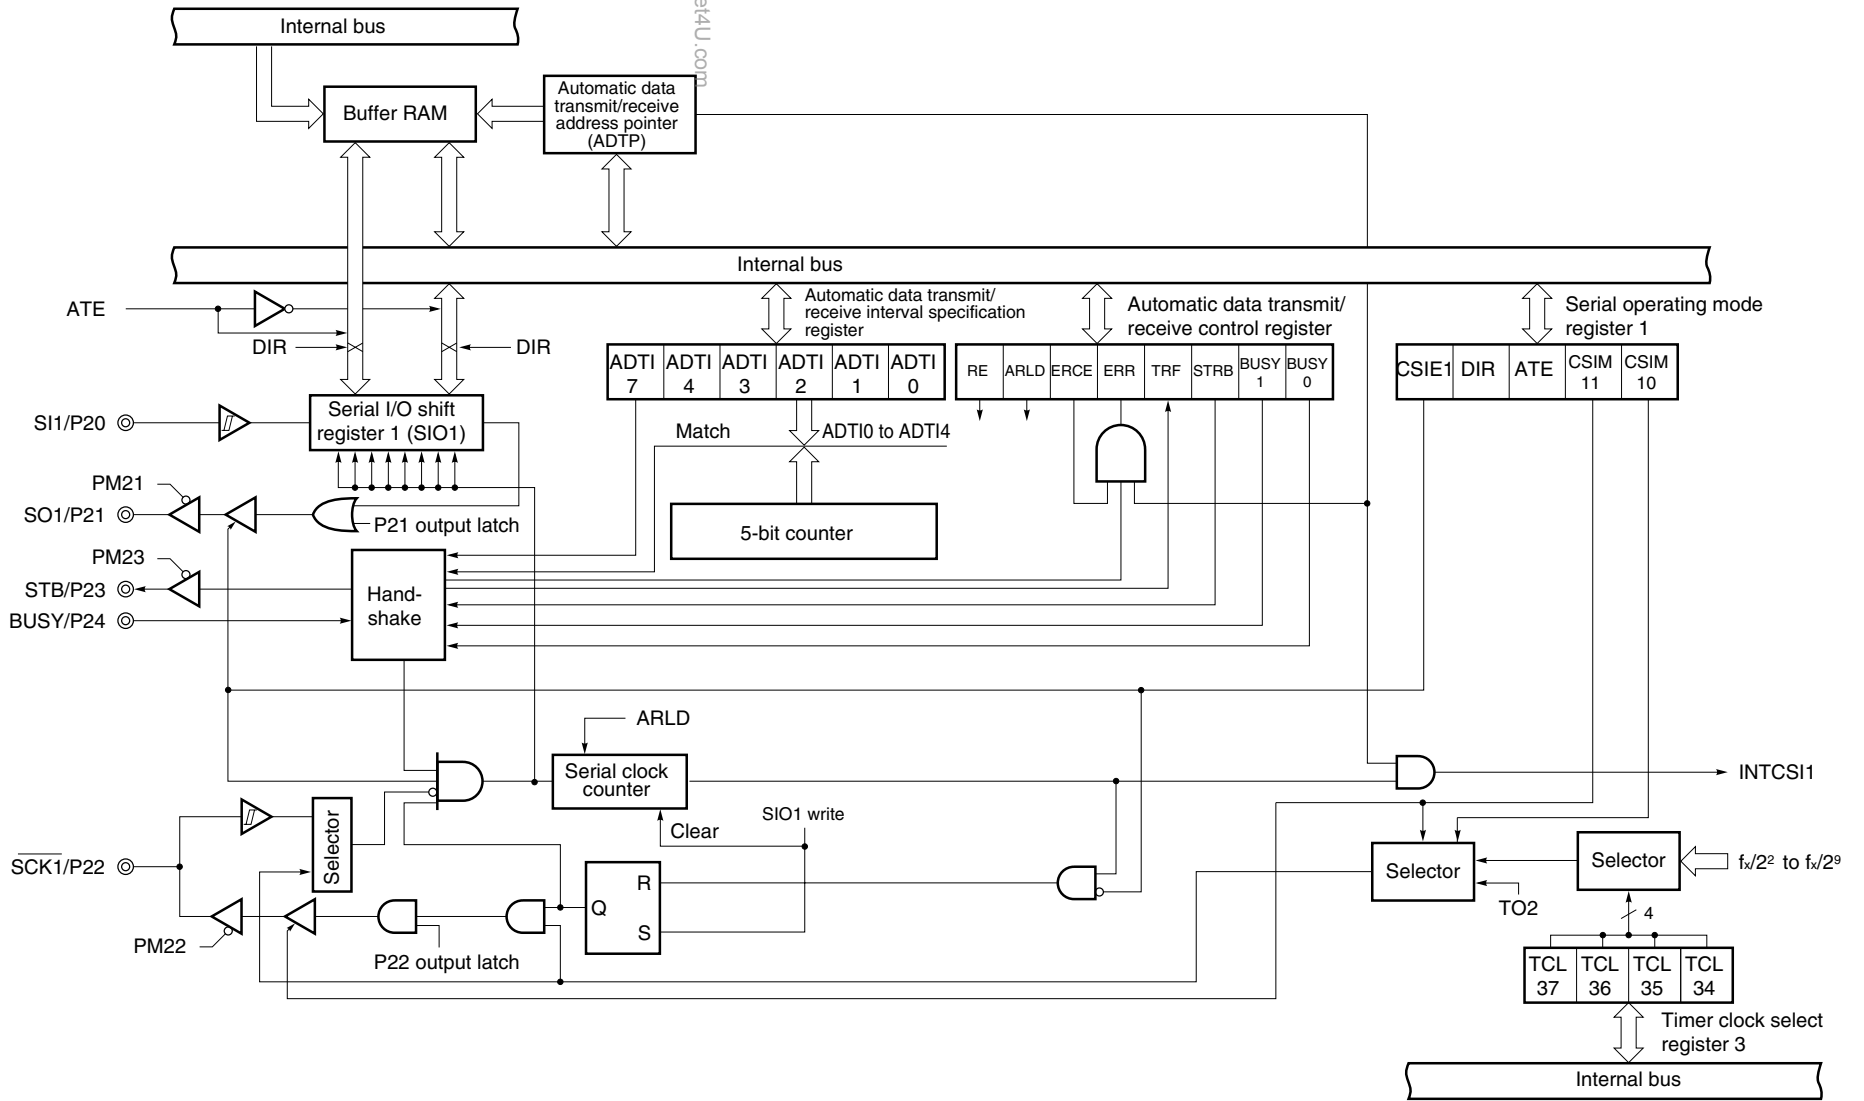 Internal bus
et4U.com
Buffer RAM
Automatic data
transmit/receive
address pointer
(ADTP)
Internal bus
ATE
DIR
DIR
Automatic data transmit/
receive interval specification
register
Automatic data transmit/
receive control register
Serial operating mode
register 1
ADTI 7
ADTI 4
ADTI 3
ADTI 2
ADTI 1
ADTI 0
RE
ARLD
ERCE
ERR
TRF
STRB
BUSY 1
BUSY 0
CSIE1
DIR
ATE
CSIM 11
CSIM 10
SI1/P20
Serial I/O shift
register 1 (SIO1)
Match
ADTI0 to ADTI4
PM21
SO1/P21
P21 output latch
5-bit counter
PM23
STB/P23
BUSY/P24
Hand-
shake
ARLD
Serial clock
counter
INTCSI1
SIO1 write
Clear
Selector
SCK1/P22
R
Q
S
Selector
Selector
fx/2² to fx/2⁹
TO2
4
PM22
P22 output latch
TCL 37
TCL 36
TCL 35
TCL 34
Timer clock select
register 3
Internal bus